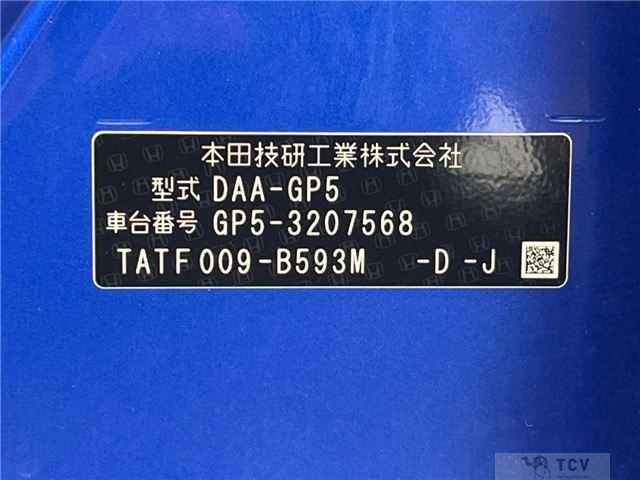 本田技研工業株式会社
型式 DAA-GP5
車台番号 GP5-3207568
TATF009-B593M -D-J
TCV